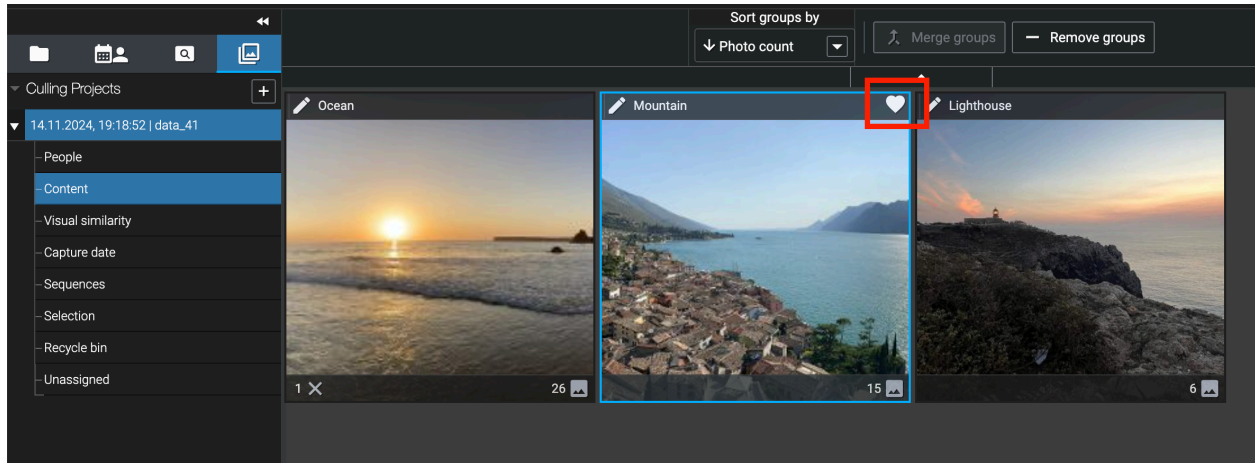 Sort groups by
Photo count
Merge groups
Remove groups
Culling Projects
14.11.2024, 19:18:52 | data_41
People
Content
Visual similarity
Capture date
Sequences
Selection
Recycle bin
Unassigned
Ocean
Mountain
Lighthouse
1
26
15
6